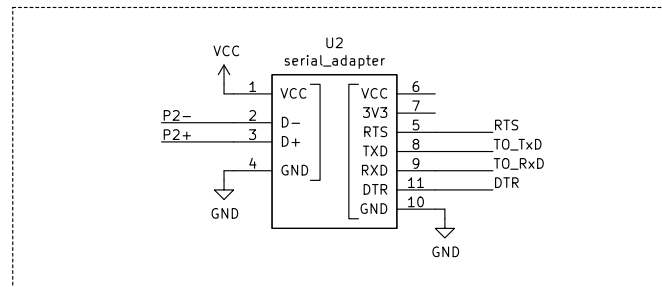 U2
serial_adapter
VCC
1 VCC
P2- 2 D-
P2+ 3 D+
4 GND
GND
VCC 6
3V3 7
RTS 5 RTS
TXD 8 TO_TxD
RXD 9 TO_RxD
DTR 11 DTR
GND 10
GND